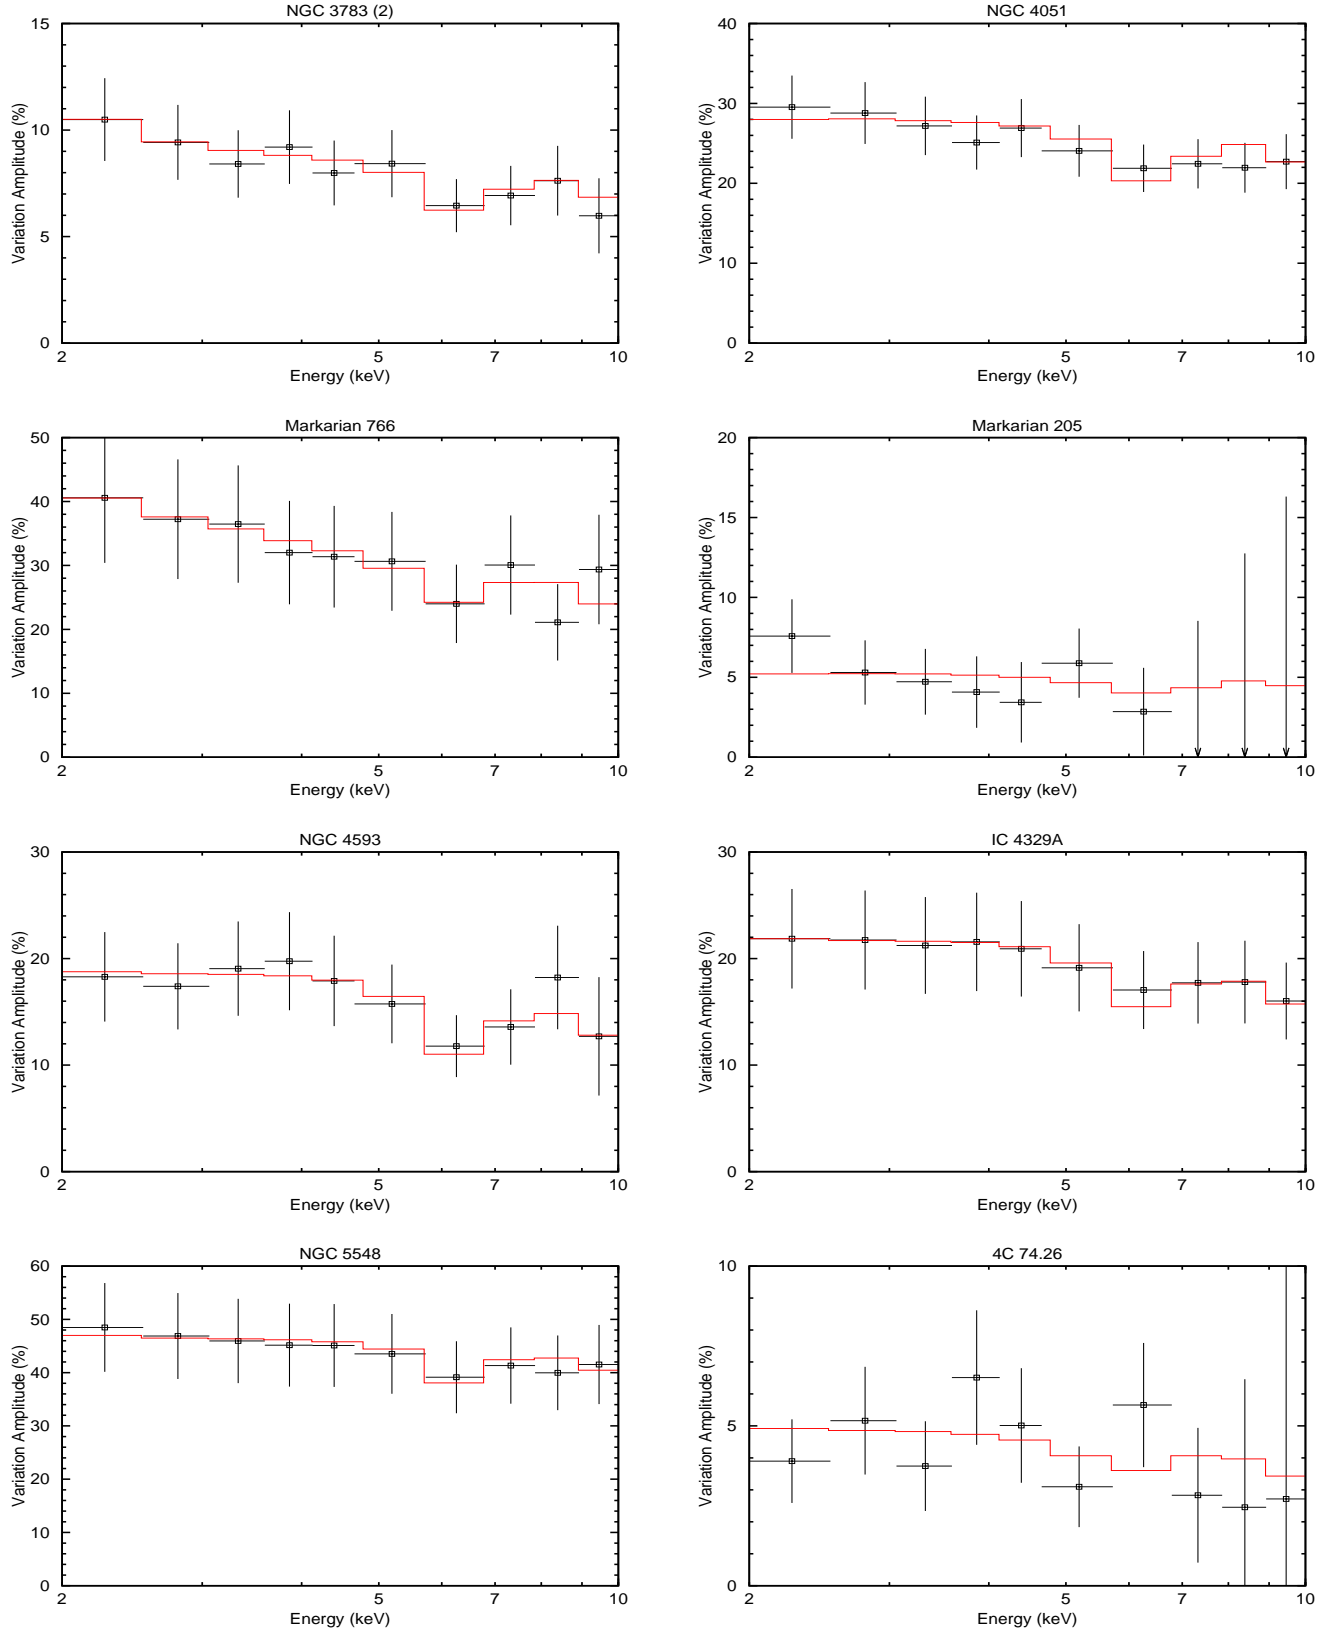 NGC 3783 (2)
15
10
5
0
Variation Amplitude (%)
2 5 7 10
Energy (keV)
NGC 4051
40
30
20
10
0
Variation Amplitude (%)
2 5 7 10
Energy (keV)
Markarian 766
50
40
30
20
10
0
Variation Amplitude (%)
2 5 7 10
Energy (keV)
Markarian 205
20
15
10
5
0
Variation Amplitude (%)
2 5 7 10
Energy (keV)
NGC 4593
30
20
10
0
Variation Amplitude (%)
2 5 7 10
Energy (keV)
IC 4329A
30
20
10
0
Variation Amplitude (%)
2 5 7 10
Energy (keV)
NGC 5548
60
50
40
30
20
10
0
Variation Amplitude (%)
2 5 7 10
Energy (keV)
4C 74.26
10
5
0
Variation Amplitude (%)
2 5 7 10
Energy (keV)